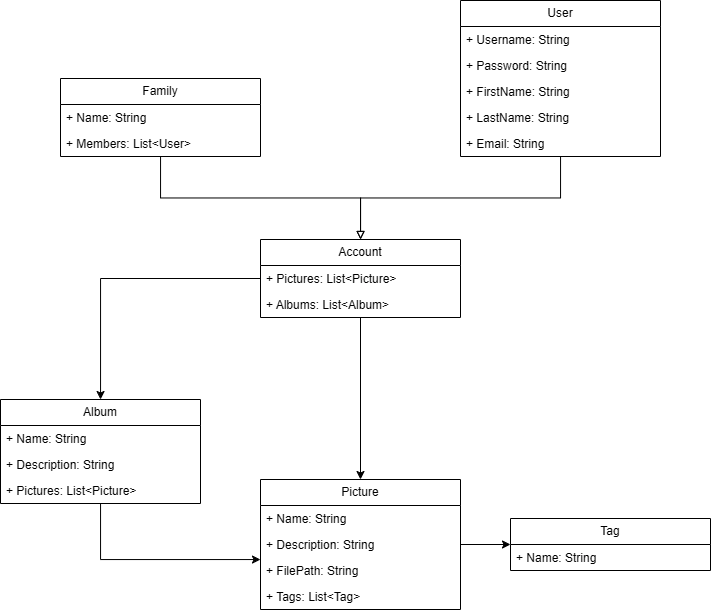 User
+ Username: String
+ Password: String
+ FirstName: String
+ LastName: String
+ Email: String
Family
+ Name: String
+ Members: List<User>
Account
+ Pictures: List<Picture>
+ Albums: List<Album>
Album
+ Name: String
+ Description: String
+ Pictures: List<Picture>
Picture
+ Name: String
+ Description: String
+ FilePath: String
+ Tags: List<Tag>
Tag
+ Name: String